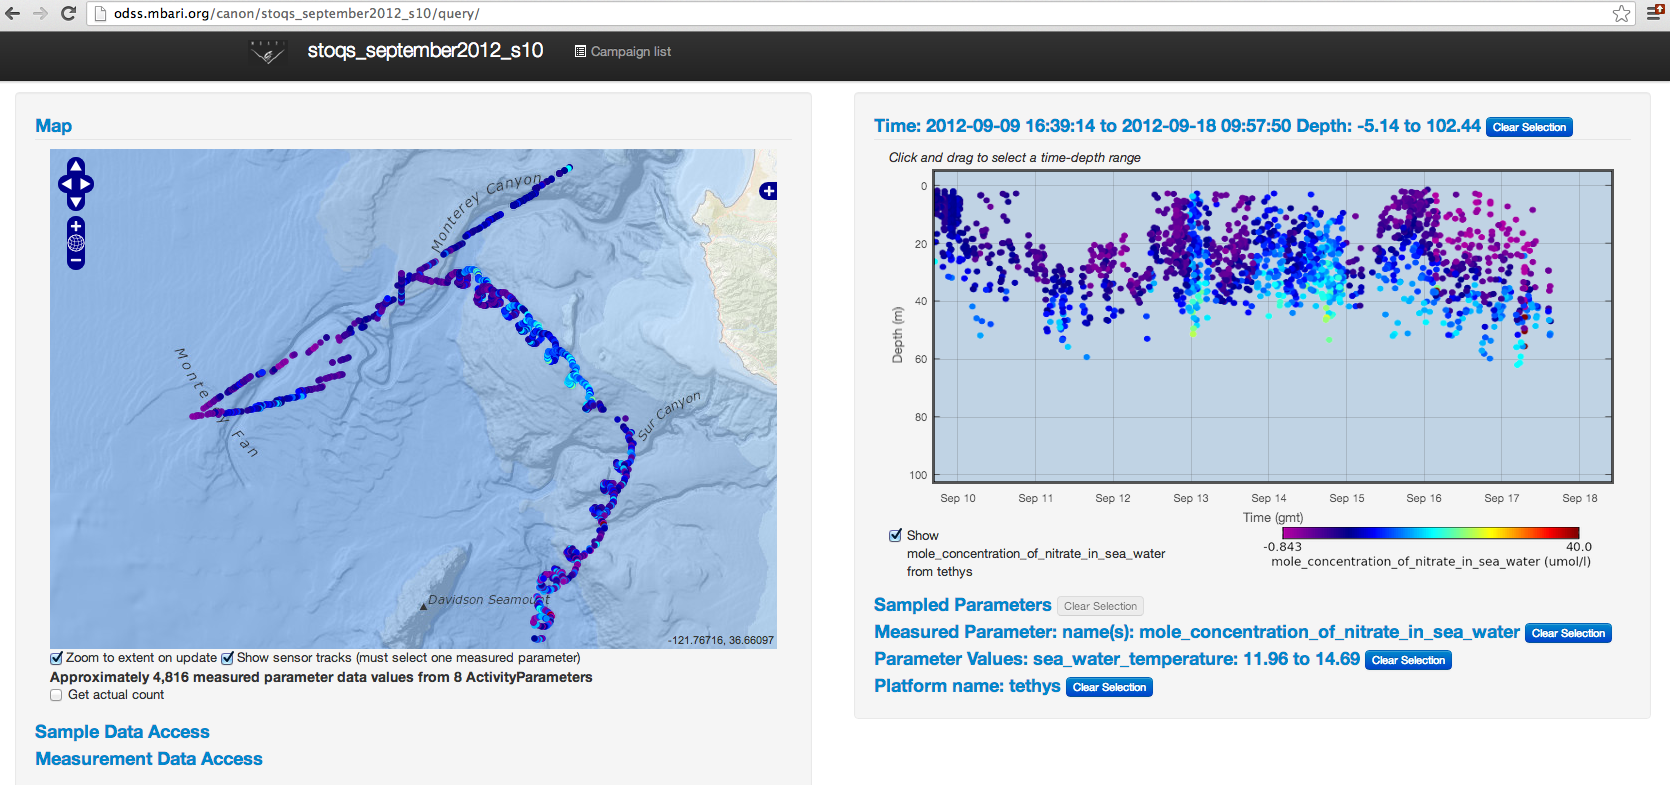 odss.mbari.org/canon/stoqs_september2012_s10/query/
stoqs_september2012_s10
Campaign list
Map
Monterey Canyon
Monterey Fan
Sur Canyon
Davidson Seamount
-121.76716, 36.66097
Zoom to extent on update Show sensor tracks (must select one measured parameter)
Approximately 4,816 measured parameter data values from 8 ActivityParameters
Get actual count
Sample Data Access
Measurement Data Access
Time: 2012-09-09 16:39:14 to 2012-09-18 09:57:50 Depth: -5.14 to 102.44 Clear Selection
Click and drag to select a time-depth range
0
20
40
60
80
100
Depth (m)
Sep 10 Sep 11 Sep 12 Sep 13 Sep 14 Sep 15 Sep 16 Sep 17 Sep 18
Time (gmt)
Show
mole_concentration_of_nitrate_in_sea_water
from tethys
-0.843 40.0
mole_concentration_of_nitrate_in_sea_water (umol/l)
Sampled Parameters Clear Selection
Measured Parameter: name(s): mole_concentration_of_nitrate_in_sea_water Clear Selection
Parameter Values: sea_water_temperature: 11.96 to 14.69 Clear Selection
Platform name: tethys Clear Selection